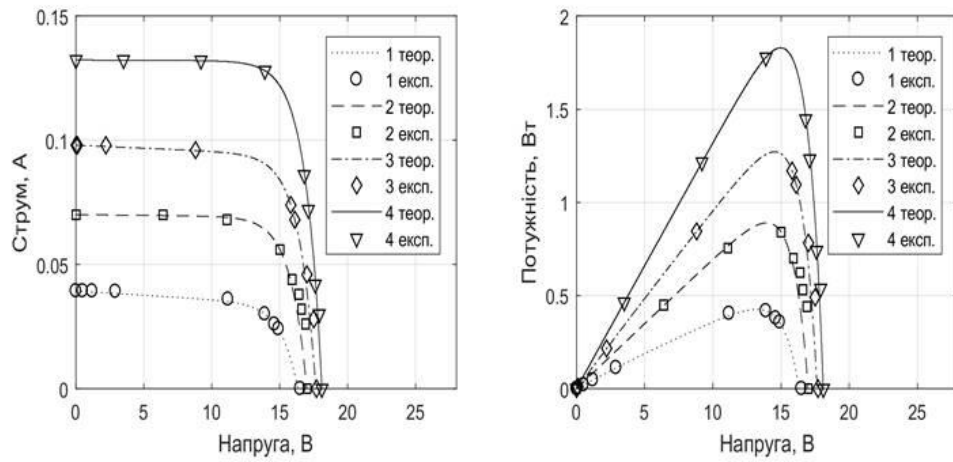 0.15
0.1
0.05
0
0
5
10
15
20
25
Струм, А
Напруга, В
1 теор.
1 експ.
2 теор.
2 експ.
3 теор.
3 експ.
4 теор.
4 експ.
2
1.5
1
0.5
0
0
5
10
15
20
25
Потужність, Вт
Напруга, В
1 теор.
1 експ.
2 теор.
2 експ.
3 теор.
3 експ.
4 теор.
4 експ.